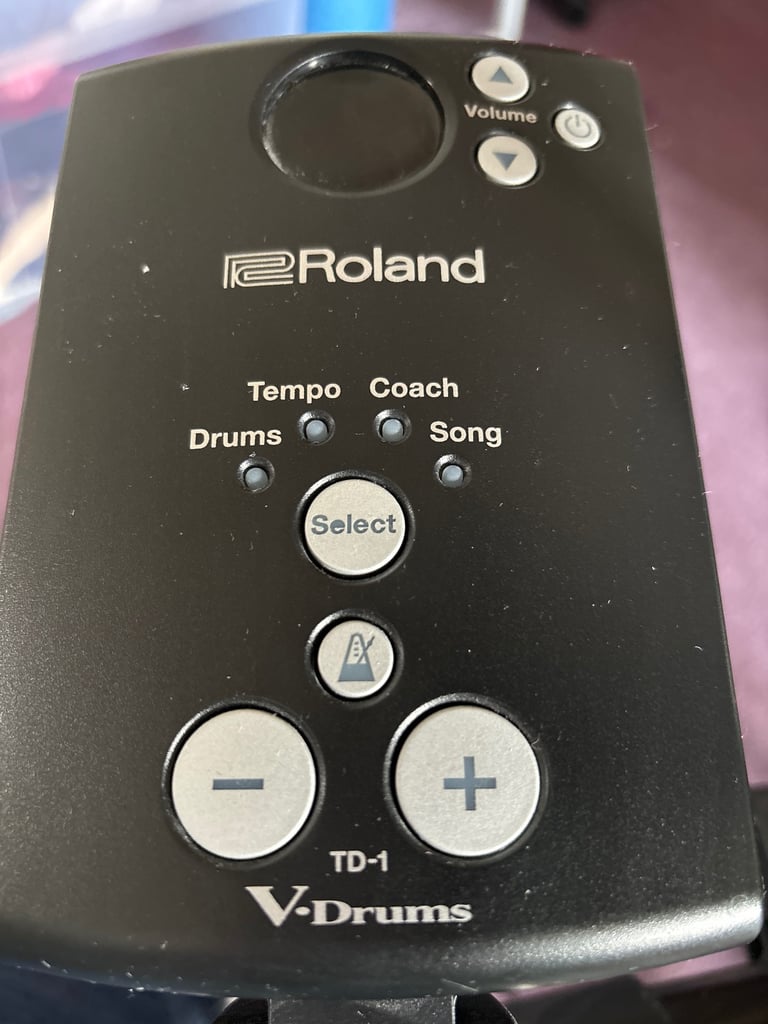 Volume
Roland
Tempo Coach
Drums Song
Select
− +
TD-1
V-Drums